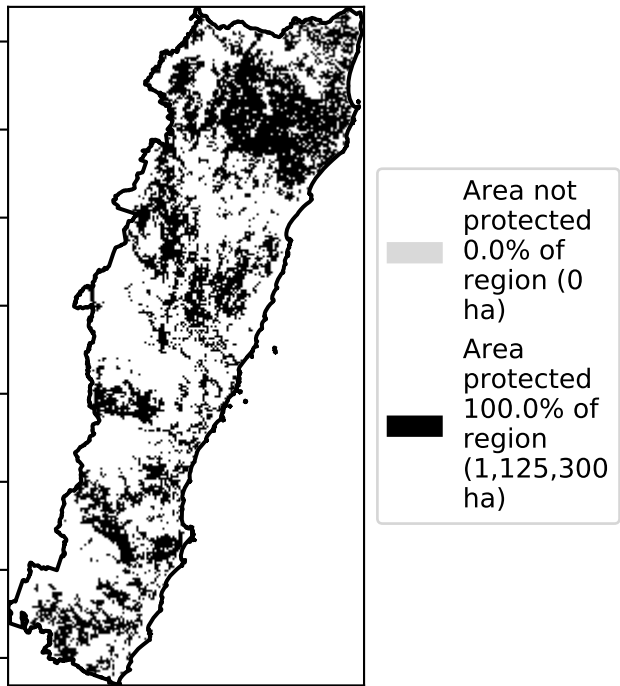 Area not
protected
0.0% of
region (0
ha)
Area
protected
100.0% of
region
(1,125,300
ha)